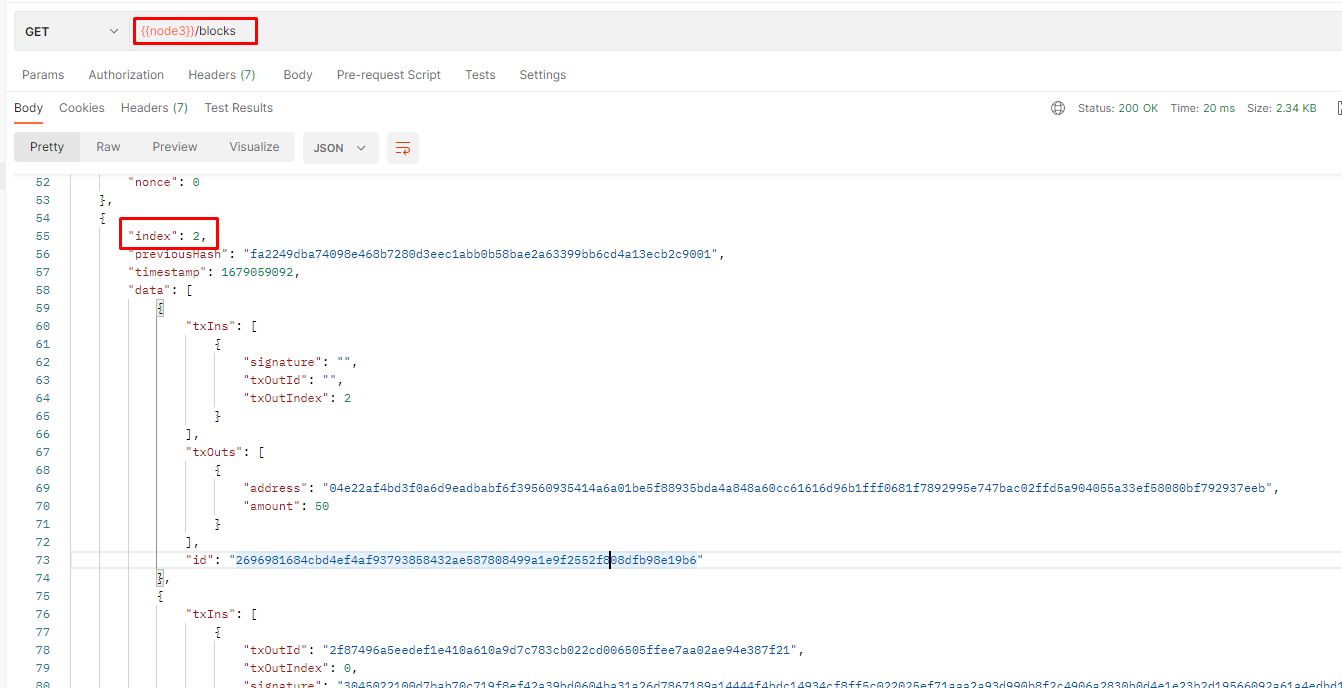 GET {{node3}}/blocks
Params Authorization Headers (7) Body Pre-request Script Tests Settings
Body Cookies Headers (7) Test Results Status: 200 OK Time: 20 ms Size: 2.34 KB
Pretty Raw Preview Visualize JSON
52 "nonce": 0
53 },
54 {
55 "index": 2,
56 "previousHash": "fa2249dba74098e468b7280d3eec1abb0b58bae2a63399bb6cd4a13ecb2c9001",
57 "timestamp": 1679059092,
58 "data": [
59 {
60 "txIns": [
61 {
62 "signature": "",
63 "txOutId": "",
64 "txOutIndex": 2
65 }
66 ],
67 "txOuts": [
68 {
69 "address": "04e22af4bd3f0a6d9eadbabf6f39560935414a6a01be5f88935bda4a848a60cc61616d96b1fff0681f7892995e747bac02ffd5a904055a33ef58080bf792937eeb",
70 "amount": 50
71 }
72 ],
73 "id": "2696981684cbd4ef4af93793858432ae587808499a1e9f2552f808dfb98e19b6"
74 },
75 {
76 "txIns": [
77 {
78 "txOutId": "2f87496a5eedef1e410a610a9d7c783cb022cd006505ffee7aa02ae94e387f21",
79 "txOutIndex": 0,
80 "signature":